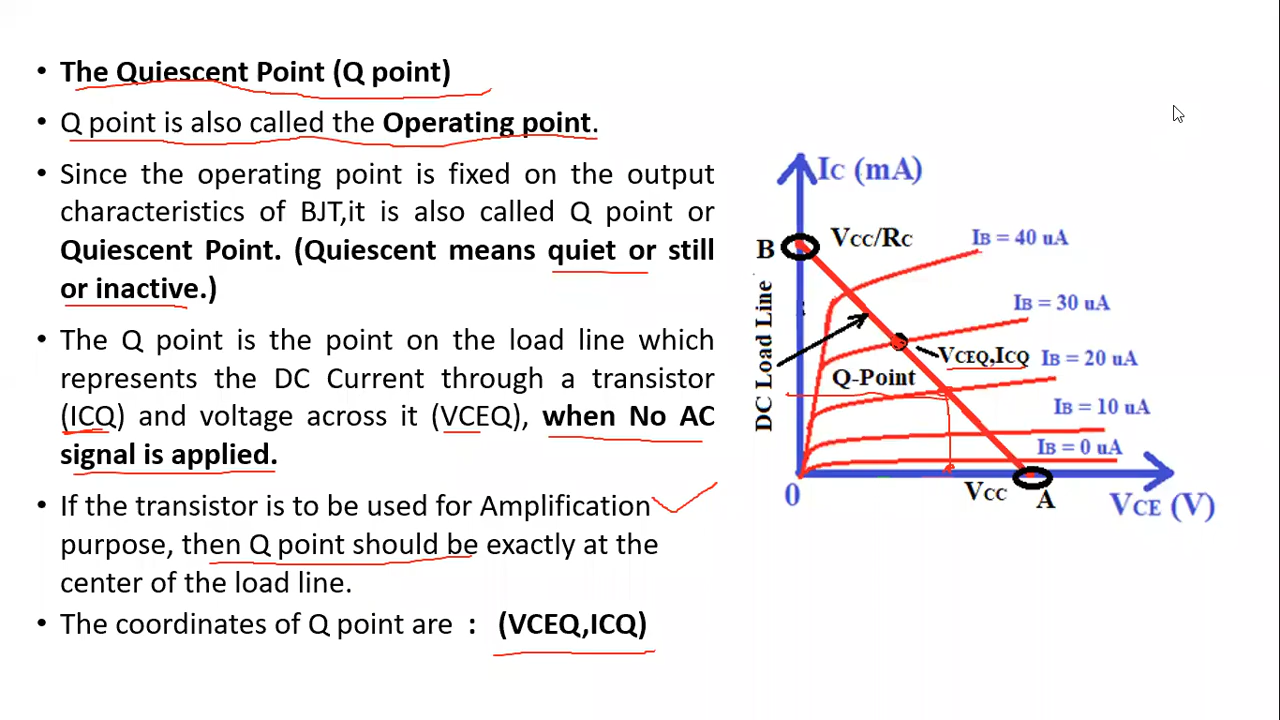 • The Quiescent Point (Q point)
• Q point is also called the Operating point.
• Since the operating point is fixed on the output
characteristics of BJT,it is also called Q point or
Quiescent Point. (Quiescent means quiet or still
or inactive.)
• The Q point is the point on the load line which
represents the DC Current through a transistor
(ICQ) and voltage across it (VCEQ), when No AC
signal is applied.
• If the transistor is to be used for Amplification
purpose, then Q point should be exactly at the
center of the load line.
• The coordinates of Q point are : (VCEQ,ICQ)
IC (mA)
B
VCC/RC
IB = 40 uA
IB = 30 uA
DC Load Line
VCEQ,ICQ
IB = 20 uA
Q-Point
IB = 10 uA
IB = 0 uA
0
VCC
A
VCE (V)